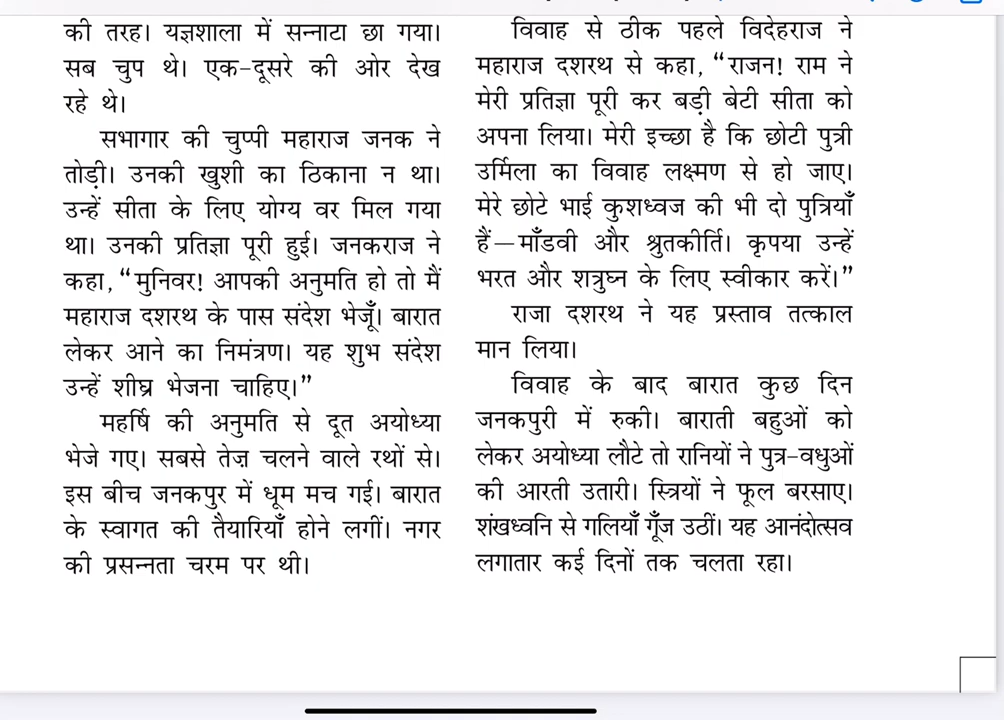 की तरह। यज्ञशाला में सन्नाटा छा गया।
सब चुप थे। एक-दूसरे की ओर देख
रहे थे।
सभागार की चुप्पी महाराज जनक ने
तोड़ी। उनकी खुशी का ठिकाना न था।
उन्हें सीता के लिए योग्य वर मिल गया
था। उनकी प्रतिज्ञा पूरी हुई। जनकराज ने
कहा, “मुनिवर! आपकी अनुमति हो तो मैं
महाराज दशरथ के पास संदेश भेजूँ। बारात
लेकर आने का निमंत्रण। यह शुभ संदेश
उन्हें शीघ्र भेजना चाहिए।”
महर्षि की अनुमति से दूत अयोध्या
भेजे गए। सबसे तेज़ चलने वाले रथों से।
इस बीच जनकपुर में धूम मच गई। बारात
के स्वागत की तैयारियाँ होने लगीं। नगर
की प्रसन्नता चरम पर थी।
विवाह से ठीक पहले विदेहराज ने
महाराज दशरथ से कहा, “राजन! राम ने
मेरी प्रतिज्ञा पूरी कर बड़ी बेटी सीता को
अपना लिया। मेरी इच्छा है कि छोटी पुत्री
उर्मिला का विवाह लक्ष्मण से हो जाए।
मेरे छोटे भाई कुशध्वज की भी दो पुत्रियाँ
हैं—माँडवी और श्रुतकीर्ति। कृपया उन्हें
भरत और शत्रुघ्न के लिए स्वीकार करें।”
राजा दशरथ ने यह प्रस्ताव तत्काल
मान लिया।
विवाह के बाद बारात कुछ दिन
जनकपुरी में रुकी। बाराती बहुओं को
लेकर अयोध्या लौटे तो रानियों ने पुत्र-वधुओं
की आरती उतारी। स्त्रियों ने फूल बरसाए।
शंखध्वनि से गलियाँ गूँज उठीं। यह आनंदोत्सव
लगातार कई दिनों तक चलता रहा।